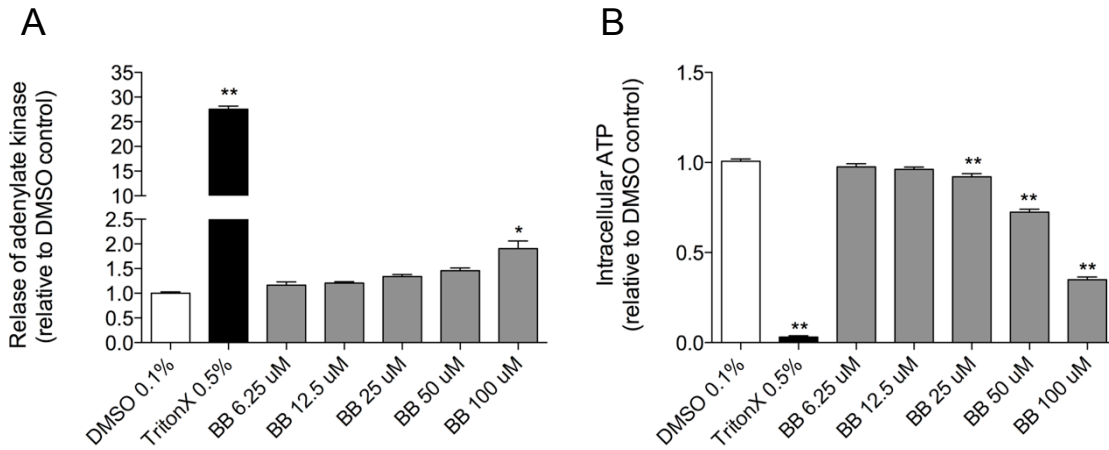 A
Relase of adenylate kinase
(relative to DMSO control)
35
30
25
20
15
10
2.5
2.0
1.5
1.0
0.5
0.0
**
*
DMSO 0.1%
TritonX 0.5%
BB 6.25 uM
BB 12.5 uM
BB 25 uM
BB 50 uM
BB 100 uM
B
Intracellular ATP
(relative to DMSO control)
1.5
1.0
0.5
0.0
**
**
**
**
DMSO 0.1%
TritonX 0.5%
BB 6.25 uM
BB 12.5 uM
BB 25 uM
BB 50 uM
BB 100 uM